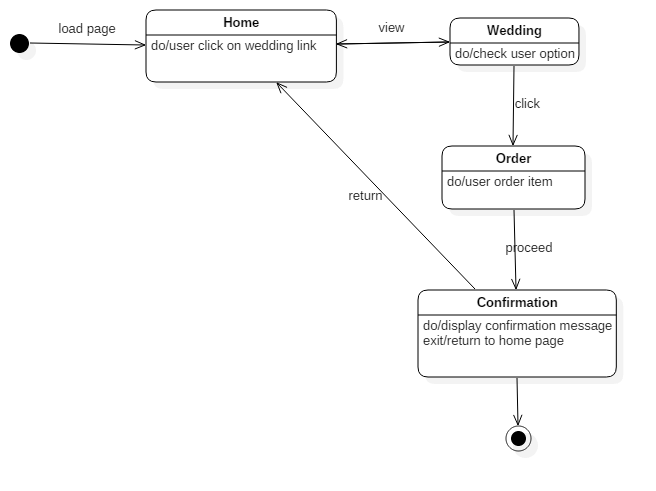 load page
Home
do/user click on wedding link
view
Wedding
do/check user option
click
Order
do/user order item
return
proceed
Confirmation
do/display confirmation message
exit/return to home page